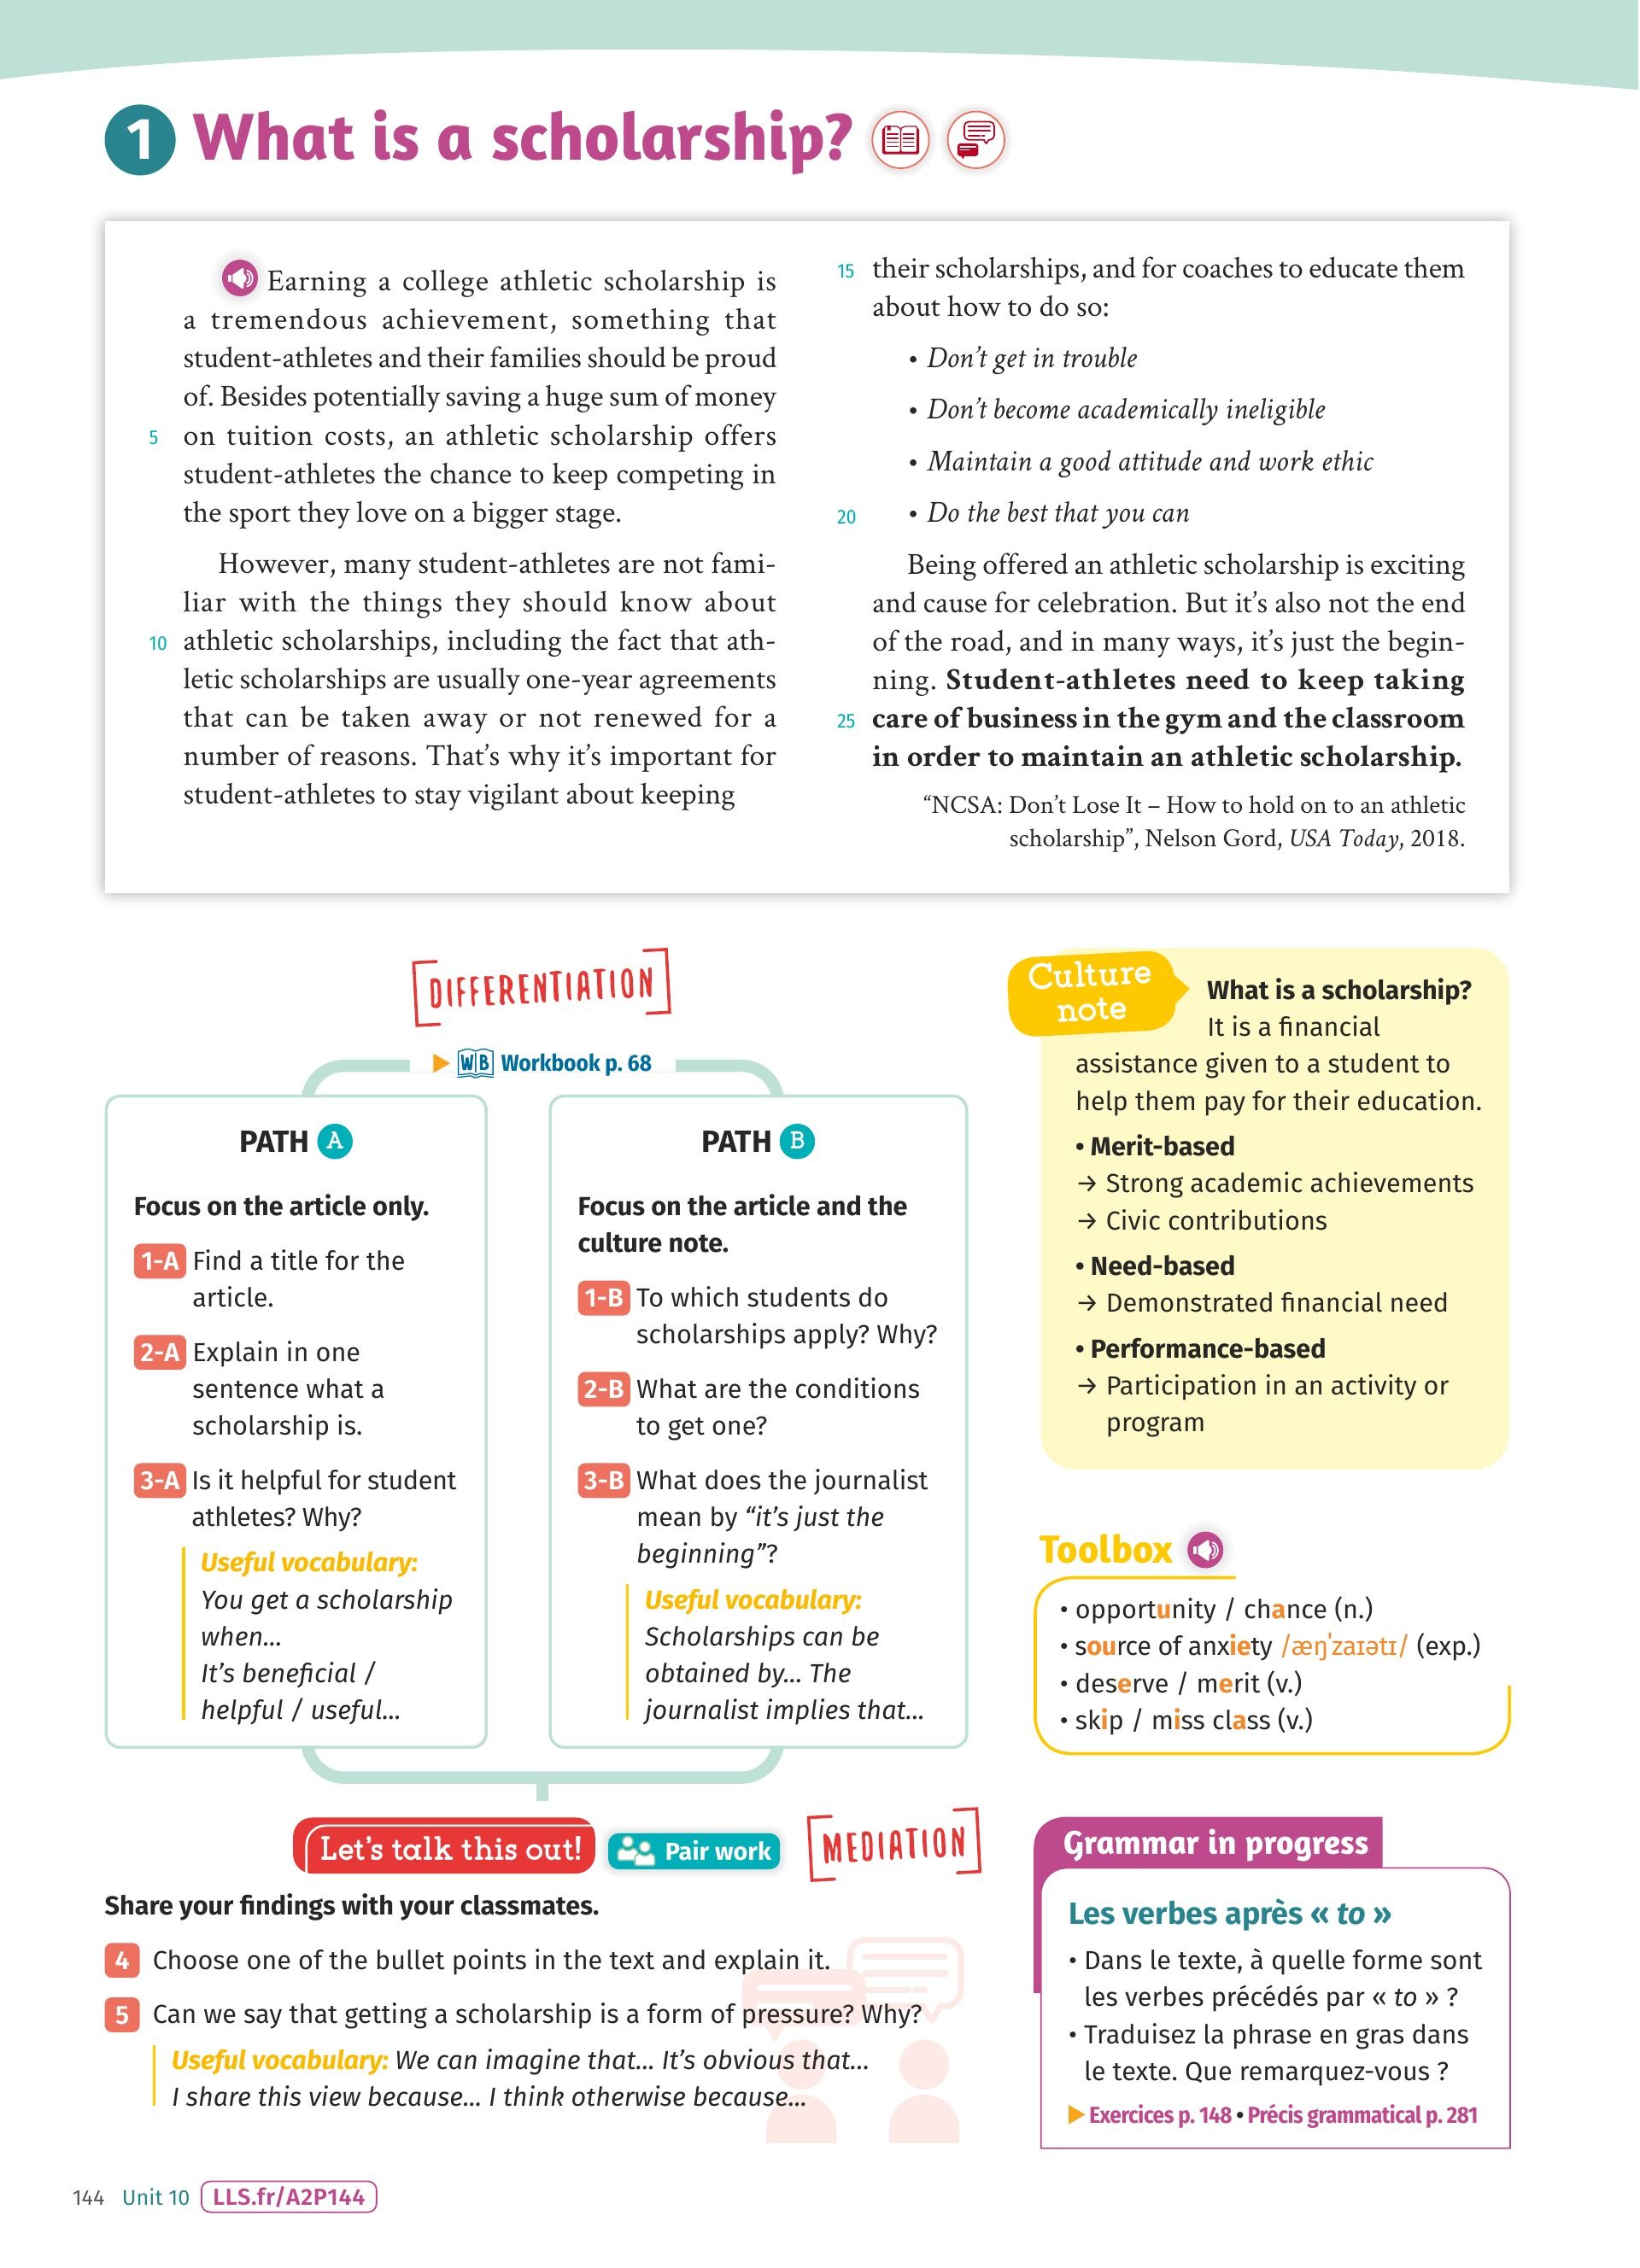 1 What is a scholarship?
Earning a college athletic scholarship is
a tremendous achievement, something that
student-athletes and their families should be proud
of. Besides potentially saving a huge sum of money
5 on tuition costs, an athletic scholarship offers
student-athletes the chance to keep competing in
the sport they love on a bigger stage.
However, many student-athletes are not fami-
liar with the things they should know about
10 athletic scholarships, including the fact that ath-
letic scholarships are usually one-year agreements
that can be taken away or not renewed for a
number of reasons. That's why it's important for
student-athletes to stay vigilant about keeping
15 their scholarships, and for coaches to educate them
about how to do so:
• Don't get in trouble
• Don't become academically ineligible
• Maintain a good attitude and work ethic
20 • Do the best that you can
Being offered an athletic scholarship is exciting
and cause for celebration. But it's also not the end
of the road, and in many ways, it's just the begin-
ning. Student-athletes need to keep taking
25 care of business in the gym and the classroom
in order to maintain an athletic scholarship.
“NCSA: Don't Lose It – How to hold on to an athletic
scholarship”, Nelson Gord, USA Today, 2018.
DIFFERENTIATION
WB Workbook p. 68
PATH A
Focus on the article only.
1-A Find a title for the
article.
2-A Explain in one
sentence what a
scholarship is.
3-A Is it helpful for student
athletes? Why?
Useful vocabulary:
You get a scholarship
when...
It's beneficial /
helpful / useful...
PATH B
Focus on the article and the
culture note.
1-B To which students do
scholarships apply? Why?
2-B What are the conditions
to get one?
3-B What does the journalist
mean by “it's just the
beginning”?
Useful vocabulary:
Scholarships can be
obtained by... The
journalist implies that...
Let's talk this out!
Pair work
MEDIATION
Share your findings with your classmates.
4 Choose one of the bullet points in the text and explain it.
5 Can we say that getting a scholarship is a form of pressure? Why?
Useful vocabulary: We can imagine that... It's obvious that...
I share this view because... I think otherwise because...
Culture
note
What is a scholarship?
It is a financial
assistance given to a student to
help them pay for their education.
• Merit-based
→ Strong academic achievements
→ Civic contributions
• Need-based
→ Demonstrated financial need
• Performance-based
→ Participation in an activity or
program
Toolbox
• opportunity / chance (n.)
• source of anxiety /æŋˈzaɪətɪ/ (exp.)
• deserve / merit (v.)
• skip / miss class (v.)
Grammar in progress
Les verbes après « to »
• Dans le texte, à quelle forme sont
les verbes précédés par « to » ?
• Traduisez la phrase en gras dans
le texte. Que remarquez-vous ?
Exercices p. 148 • Précis grammatical p. 281
144 Unit 10 LLS.fr/A2P144